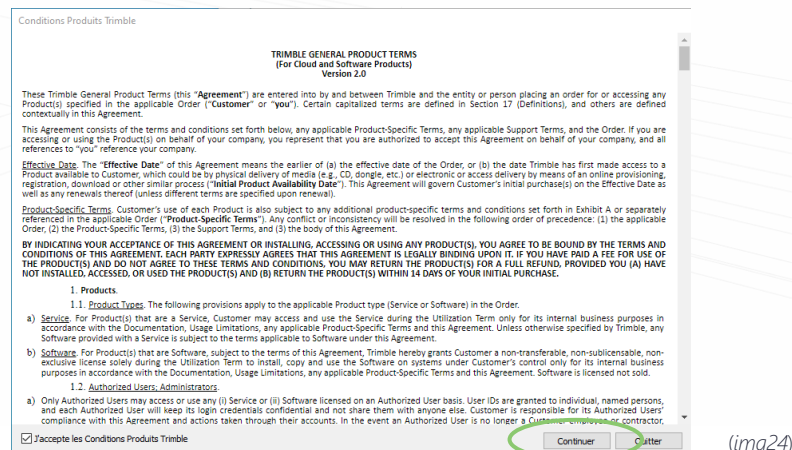 Conditions Produits Trimble
TRIMBLE GENERAL PRODUCT TERMS
(For Cloud and Software Products)
Version 2.0
These Trimble General Product Terms (this "Agreement") are entered into by and between Trimble and the entity or person placing an order for or accessing any
Product(s) specified in the applicable Order ("Customer" or "you"). Certain capitalized terms are defined in Section 17 (Definitions), and others are defined
contextually in this Agreement.
This Agreement consists of the terms and conditions set forth below, any applicable Product-Specific Terms, any applicable Support Terms, and the Order. If you are
accessing or using the Product(s) on behalf of your company, you represent that you are authorized to accept this Agreement on behalf of your company, and all
references to "you" reference your company.
Effective Date. The "Effective Date" of this Agreement means the earlier of (a) the effective date of the Order, or (b) the date Trimble has first made access to a
Product available to Customer, which could be by physical delivery of media (e.g., CD, dongle, etc.) or electronic or access delivery by means of an online provisioning,
registration, download or other similar process ("Initial Product Availability Date"). This Agreement will govern Customer's initial purchase(s) on the Effective Date as
well as any renewals thereof (unless different terms are specified upon renewal).
Product-Specific Terms. Customer's use of each Product is also subject to any additional product-specific terms and conditions set forth in Exhibit A or separately
referenced in the applicable Order ("Product-Specific Terms"). Any conflict or inconsistency will be resolved in the following order of precedence: (1) the applicable
Order, (2) the Product-Specific Terms, (3) the Support Terms, and (3) the body of this Agreement.
BY INDICATING YOUR ACCEPTANCE OF THIS AGREEMENT OR INSTALLING, ACCESSING OR USING ANY PRODUCT(S), YOU AGREE TO BE BOUND BY THE TERMS AND
CONDITIONS OF THIS AGREEMENT. EACH PARTY EXPRESSLY AGREES THAT THIS AGREEMENT IS LEGALLY BINDING UPON IT. IF YOU HAVE PAID A FEE FOR USE OF
THE PRODUCT(S) AND DO NOT AGREE TO THESE TERMS AND CONDITIONS, YOU MAY RETURN THE PRODUCT(S) FOR A FULL REFUND, PROVIDED YOU (A) HAVE
NOT INSTALLED, ACCESSED, OR USED THE PRODUCT(S) AND (B) RETURN THE PRODUCT(S) WITHIN 14 DAYS OF YOUR INITIAL PURCHASE.
1. Products.
1.1. Product Types. The following provisions apply to the applicable Product type (Service or Software) in the Order.
a) Service. For Product(s) that are a Service, Customer may access and use the Service during the Utilization Term only for its internal business purposes in
accordance with the Documentation, Usage Limitations, any applicable Product-Specific Terms and this Agreement. Unless otherwise specified by Trimble, any
Software provided with a Service is subject to the terms applicable to Software under this Agreement.
b) Software. For Product(s) that are Software, subject to the terms of this Agreement, Trimble hereby grants Customer a non-transferable, non-sublicensable, non-
exclusive license solely during the Utilization Term to install, copy and use the Software on systems under Customer's control only for its internal business
purposes in accordance with the Documentation, Usage Limitations, any applicable Product-Specific Terms and this Agreement. Software is licensed not sold.
1.2. Authorized Users; Administrators.
a) Only Authorized Users may access or use any (i) Service or (ii) Software licensed on an Authorized User basis. User IDs are granted to individual, named persons,
and each Authorized User will keep its login credentials confidential and not share them with anyone else. Customer is responsible for its Authorized Users'
compliance with this Agreement and actions taken through their accounts. In the event an Authorized User is no longer a Customer employee or contractor,
J'accepte les Conditions Produits Trimble
Continuer
Quitter
(img24)